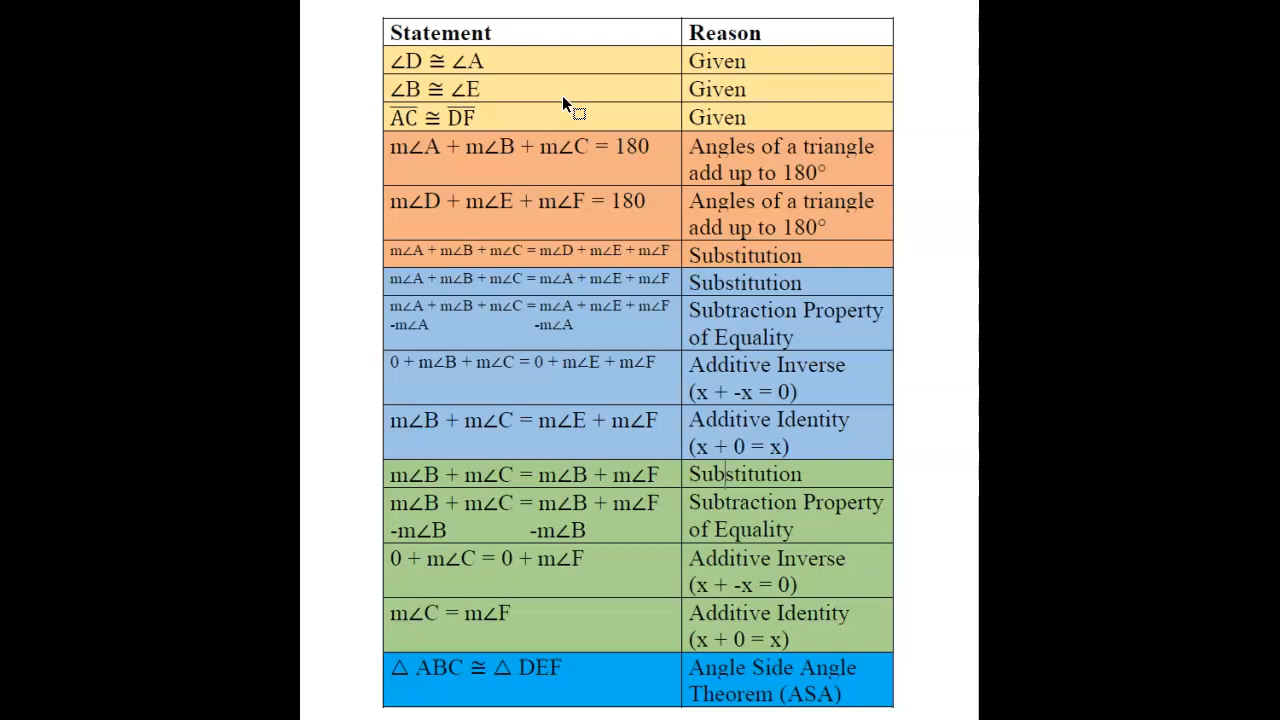 Statement Reason
∠D ≅ ∠A Given
∠B ≅ ∠E Given
A̅C̅ ≅ D̅F̅ Given
m∠A + m∠B + m∠C = 180 Angles of a triangle
add up to 180°
m∠D + m∠E + m∠F = 180 Angles of a triangle
add up to 180°
m∠A + m∠B + m∠C = m∠D + m∠E + m∠F Substitution
m∠A + m∠B + m∠C = m∠A + m∠E + m∠F Substitution
m∠A + m∠B + m∠C = m∠A + m∠E + m∠F Subtraction Property
-m∠A -m∠A of Equality
0 + m∠B + m∠C = 0 + m∠E + m∠F Additive Inverse
(x + -x = 0)
m∠B + m∠C = m∠E + m∠F Additive Identity
(x + 0 = x)
m∠B + m∠C = m∠B + m∠F Substitution
m∠B + m∠C = m∠B + m∠F Subtraction Property
-m∠B -m∠B of Equality
0 + m∠C = 0 + m∠F Additive Inverse
(x + -x = 0)
m∠C = m∠F Additive Identity
(x + 0 = x)
△ ABC ≅ △ DEF Angle Side Angle
Theorem (ASA)